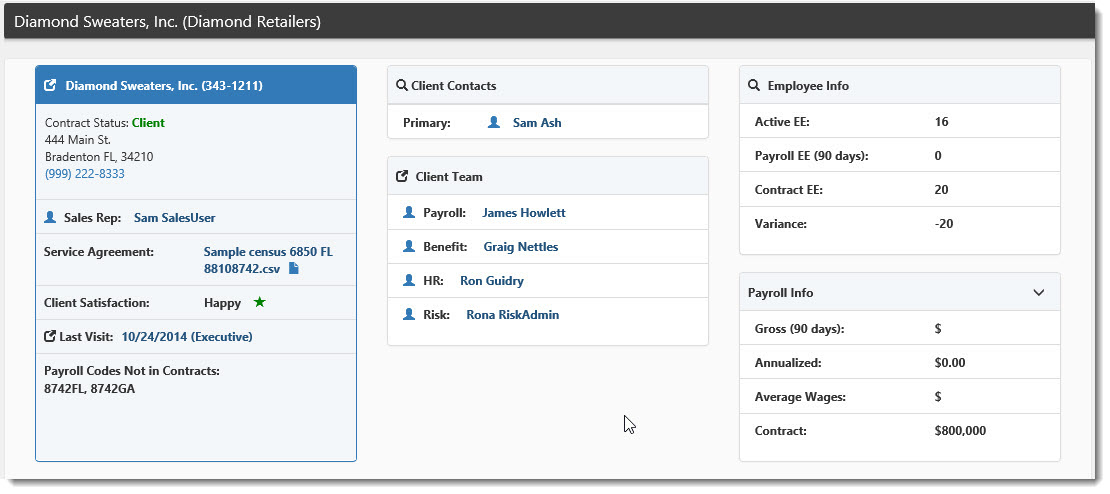 Diamond Sweaters, Inc. (Diamond Retailers)
Diamond Sweaters, Inc. (343-1211)
Contract Status: Client
444 Main St.
Bradenton FL, 34210
(999) 222-8333
Sales Rep: Sam SalesUser
Service Agreement: Sample census 6850 FL
88108742.csv
Client Satisfaction: Happy
Last Visit: 10/24/2014 (Executive)
Payroll Codes Not in Contracts:
8742FL, 8742GA
Client Contacts
Primary: Sam Ash
Client Team
Payroll: James Howlett
Benefit: Graig Nettles
HR: Ron Guidry
Risk: Rona RiskAdmin
Employee Info
Active EE: 16
Payroll EE (90 days): 0
Contract EE: 20
Variance: -20
Payroll Info
Gross (90 days): $
Annualized: $0.00
Average Wages: $
Contract: $800,000